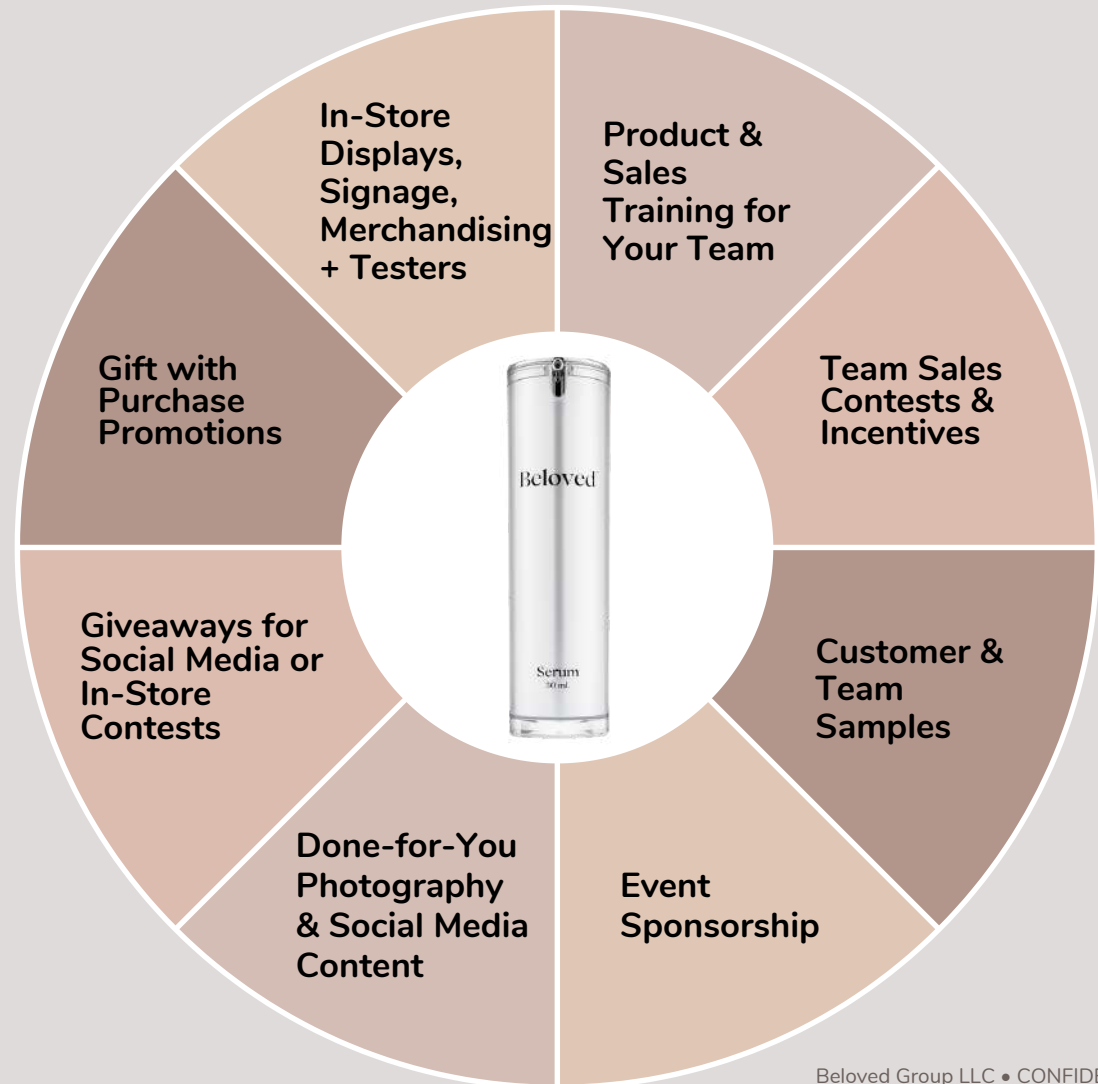 In-Store
Displays,
Signage,
Merchandising
+ Testers
Product &
Sales
Training for
Your Team
Gift with
Purchase
Promotions
Team Sales
Contests &
Incentives
Beloved
Serum
30 ml
Giveaways for
Social Media or
In-Store
Contests
Customer &
Team
Samples
Done-for-You
Photography
& Social Media
Content
Event
Sponsorship
Beloved Group LLC • CONFIDE